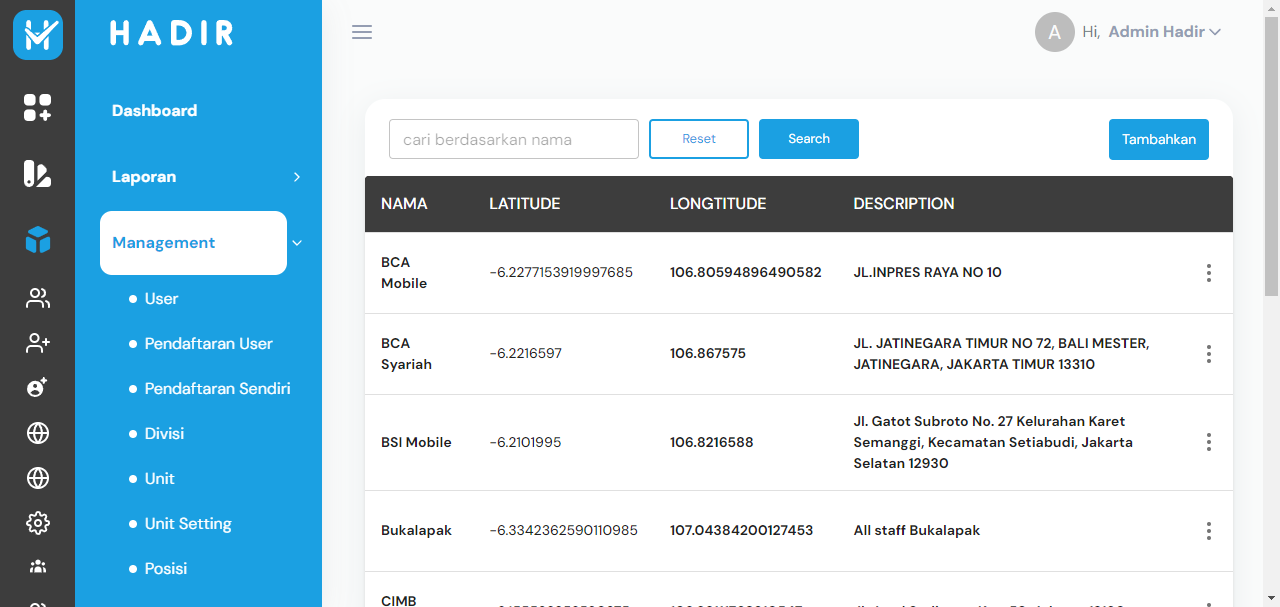 HADIR
A Hi, Admin Hadir
Dashboard
Laporan
Management
User
Pendaftaran User
Pendaftaran Sendiri
Divisi
Unit
Unit Setting
Posisi
cari berdasarkan nama
Reset
Search
Tambahkan
NAMA LATITUDE LONGTITUDE DESCRIPTION
BCA
Mobile
-6.2277153919997685
106.80594896490582
JL.INPRES RAYA NO 10
BCA
Syariah
-6.2216597
106.867575
JL. JATINEGARA TIMUR NO 72, BALI MESTER,
JATINEGARA, JAKARTA TIMUR 13310
BSI Mobile
-6.2101995
106.8216588
Jl. Gatot Subroto No. 27 Kelurahan Karet
Semanggi, Kecamatan Setiabudi, Jakarta
Selatan 12930
Bukalapak
-6.3342362590110985
107.04384200127453
All staff Bukalapak
CIMB